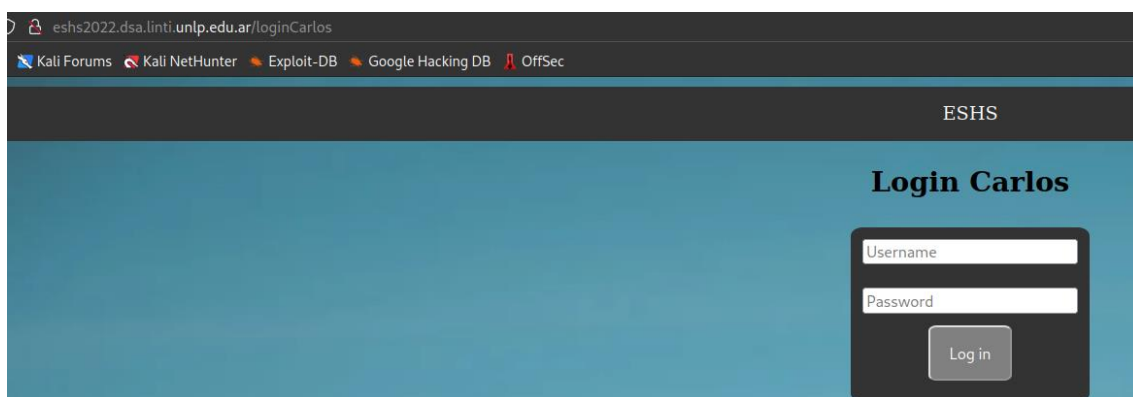 eshs2022.dsa.linti.unlp.edu.ar/loginCarlos
Kali Forums Kali NetHunter Exploit-DB Google Hacking DB OffSec
ESHS
Login Carlos
Username
Password
Log in